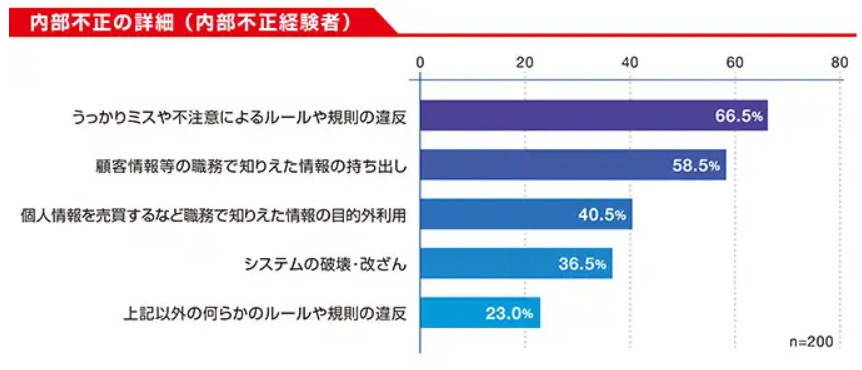 内部不正の詳細（内部不正経験者）
0 20 40 60 80
うっかりミスや不注意によるルールや規則の違反 66.5%
顧客情報等の職務で知りえた情報の持ち出し 58.5%
個人情報を売買するなど職務で知りえた情報の目的外利用 40.5%
システムの破壊・改ざん 36.5%
上記以外の何らかのルールや規則の違反 23.0%
n=200